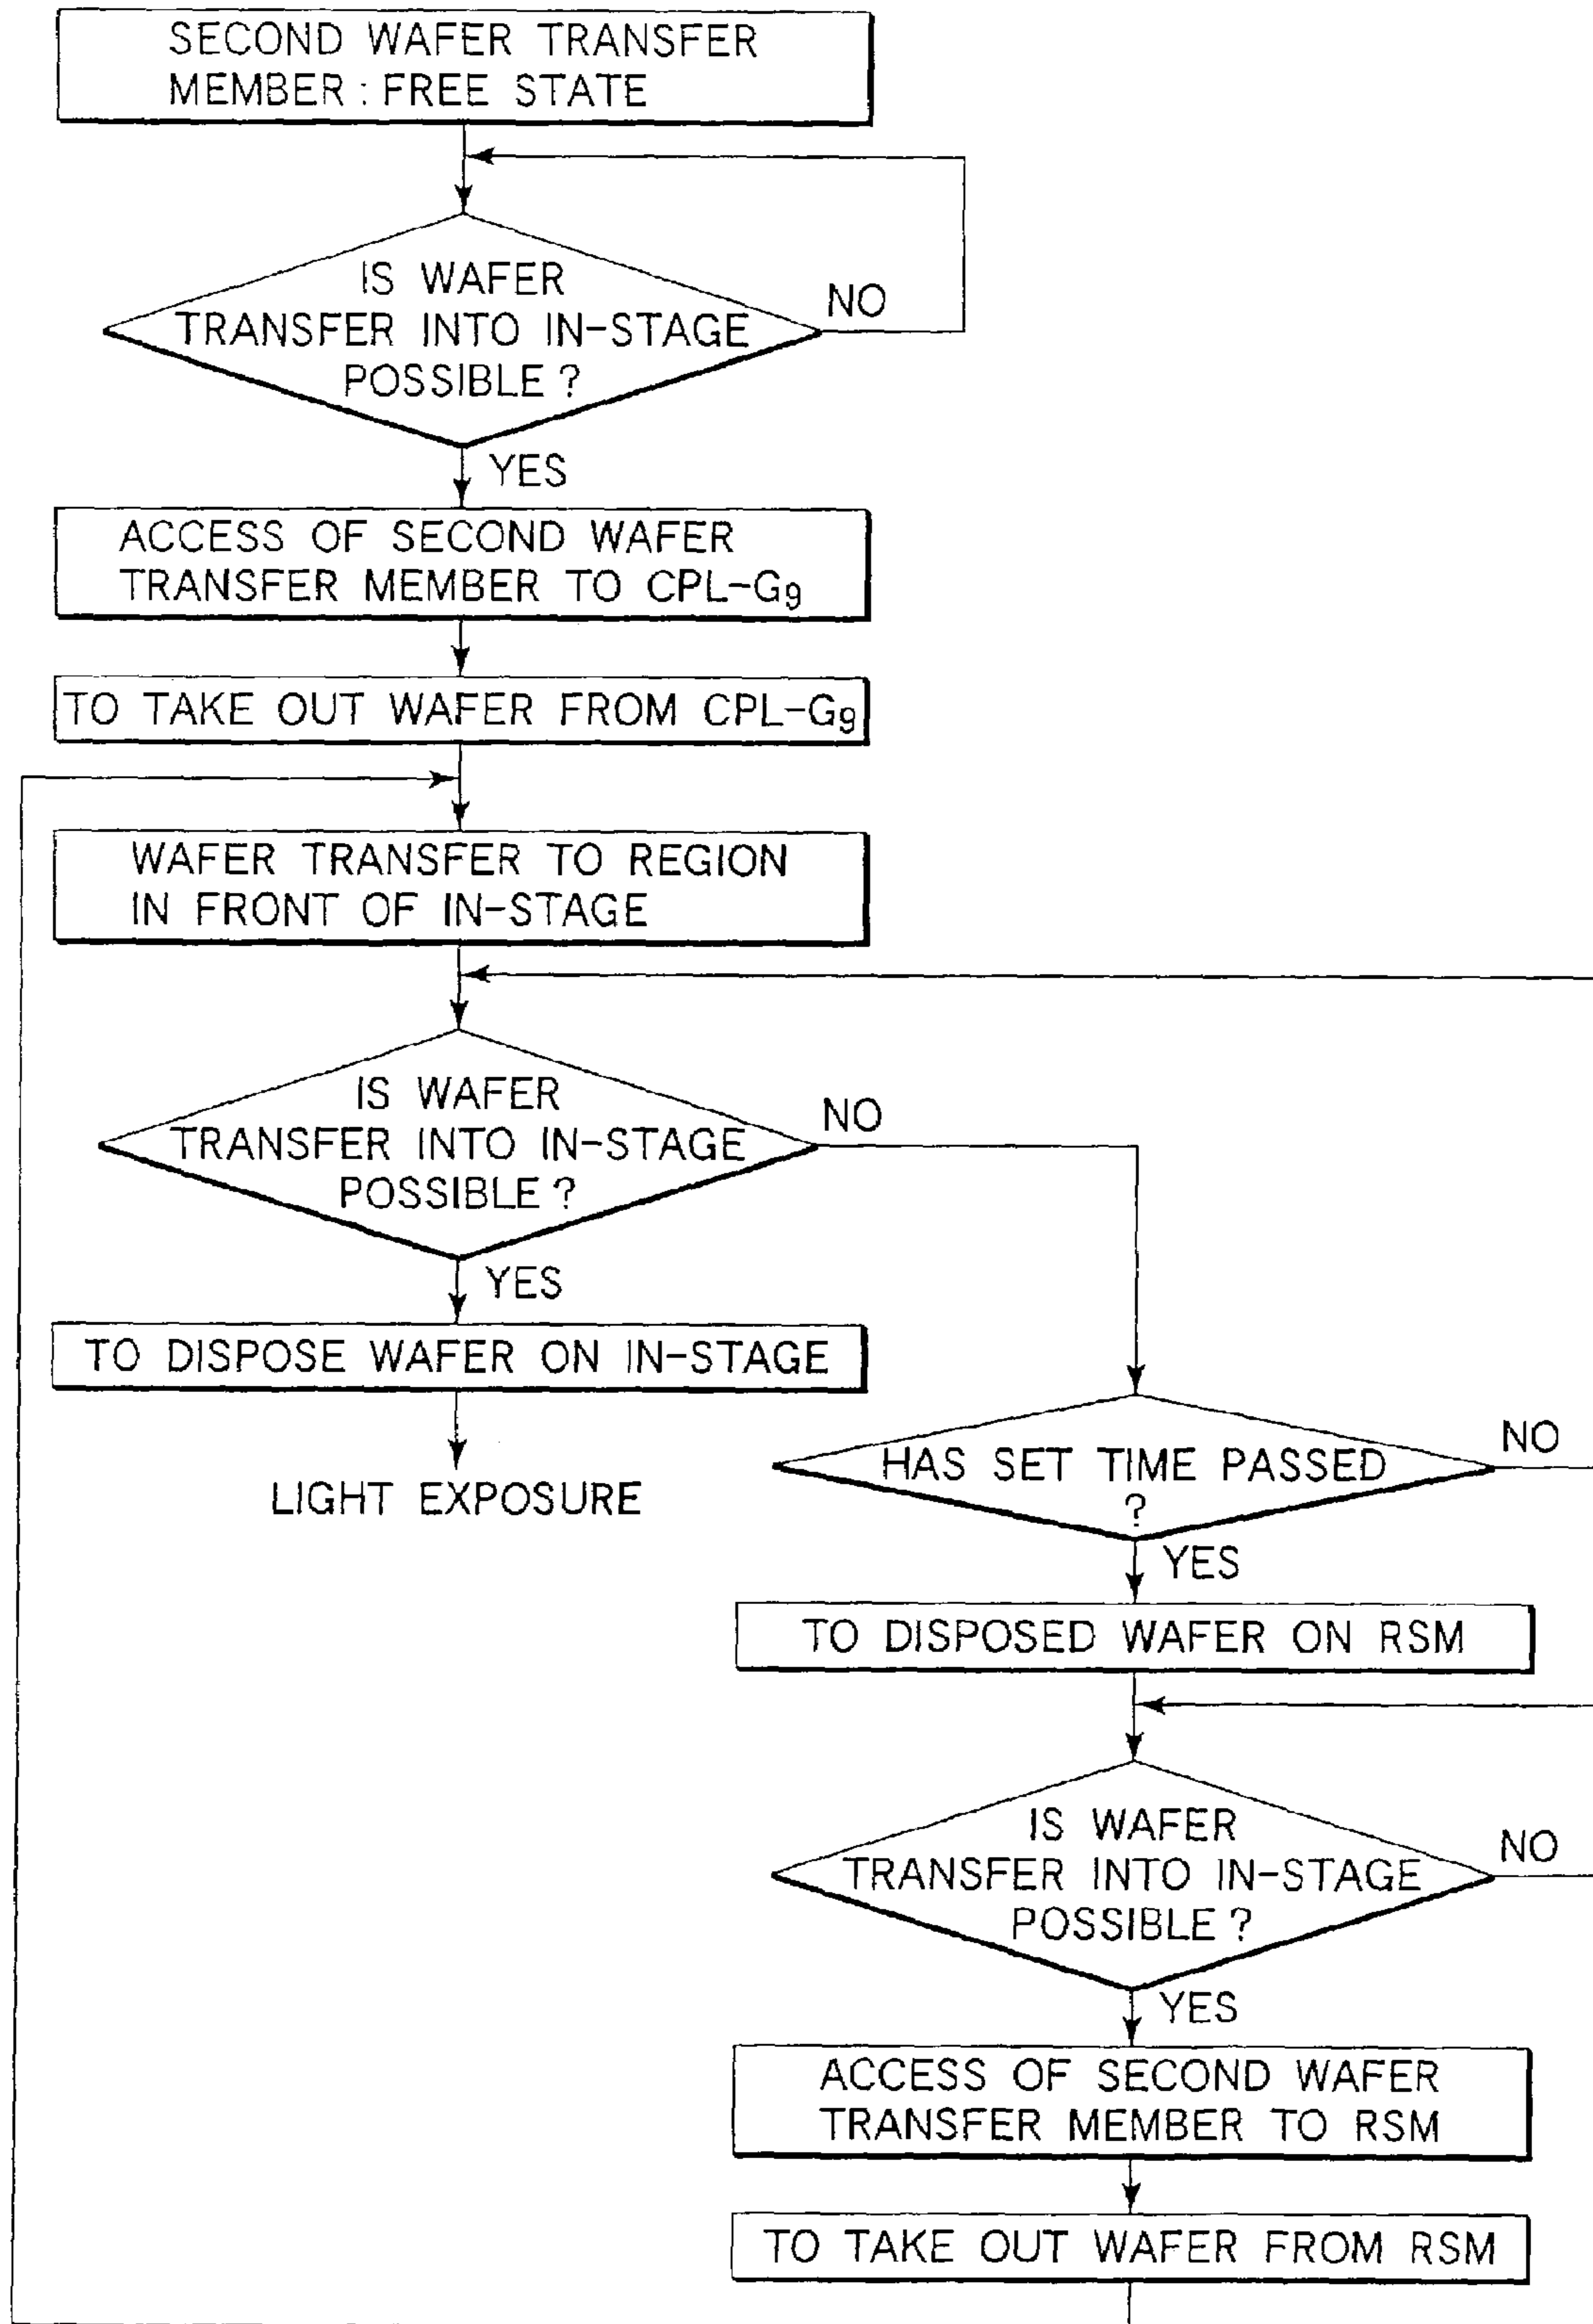 SECOND WAFER TRANSFER
MEMBER : FREE STATE
IS WAFER
TRANSFER INTO IN-STAGE
POSSIBLE ?
NO
YES
ACCESS OF SECOND WAFER
TRANSFER MEMBER TO CPL-G9
TO TAKE OUT WAFER FROM CPL-G9
WAFER TRANSFER TO REGION
IN FRONT OF IN-STAGE
IS WAFER
TRANSFER INTO IN-STAGE
POSSIBLE ?
NO
YES
TO DISPOSE WAFER ON IN-STAGE
LIGHT EXPOSURE
HAS SET TIME PASSED
?
NO
YES
TO DISPOSED WAFER ON RSM
IS WAFER
TRANSFER INTO IN-STAGE
POSSIBLE ?
NO
YES
ACCESS OF SECOND WAFER
TRANSFER MEMBER TO RSM
TO TAKE OUT WAFER FROM RSM